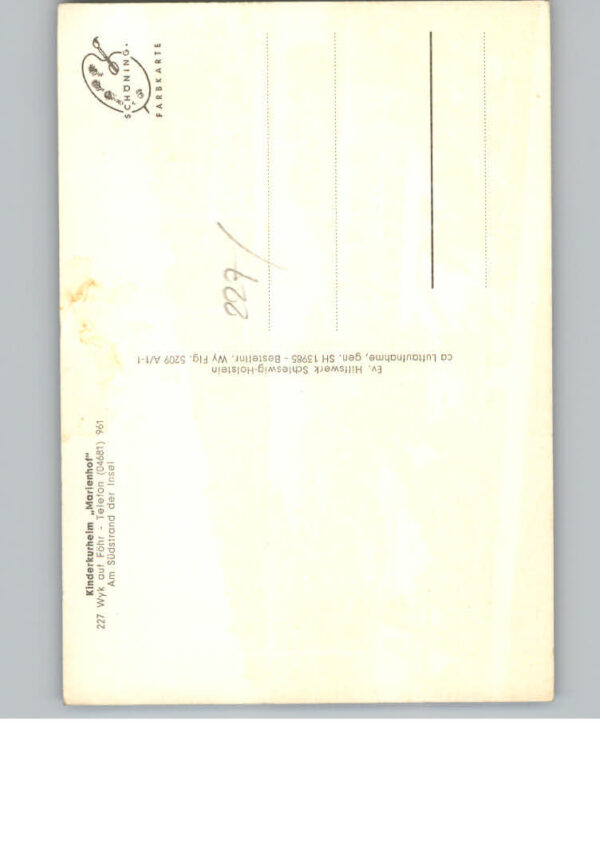 Kinderkurheim „Marienhof“
227 Wyk auf Föhr - Telefon (04681) 961
Am Südstrand der Insel
SCHÖNING·
FARBKARTE
Ev. Hilfswerk Schleswig-Holstein
ca Luftaufnahme, gen. SH 13985 - Bestellnr. Wy Flg. 5209 A/1-1
227